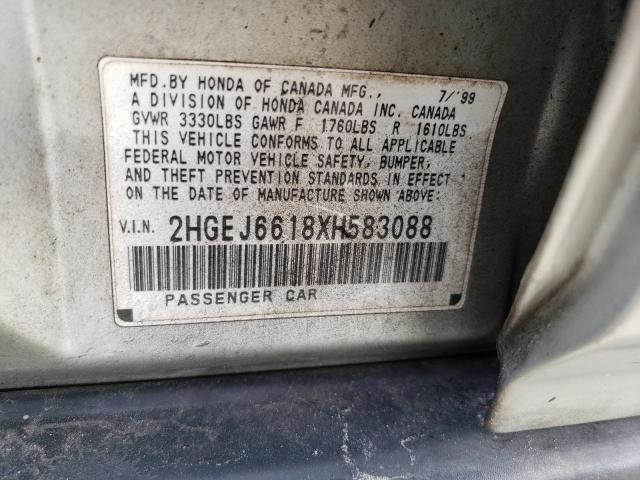 MFD.BY HONDA OF CANADA MFG., 7/'99
A DIVISION OF HONDA CANADA INC. CANADA
GVWR 3330LBS GAWR F 1760LBS R 1610LBS
THIS VEHICLE CONFORMS TO ALL APPLICABLE
FEDERAL MOTOR VEHICLE SAFETY, BUMPER,
AND THEFT PREVENTION STANDARDS IN EFFECT
ON THE DATE OF MANUFACTURE SHOWN ABOVE.
V.I.N. 2HGEJ6618XH583088
PASSENGER CAR